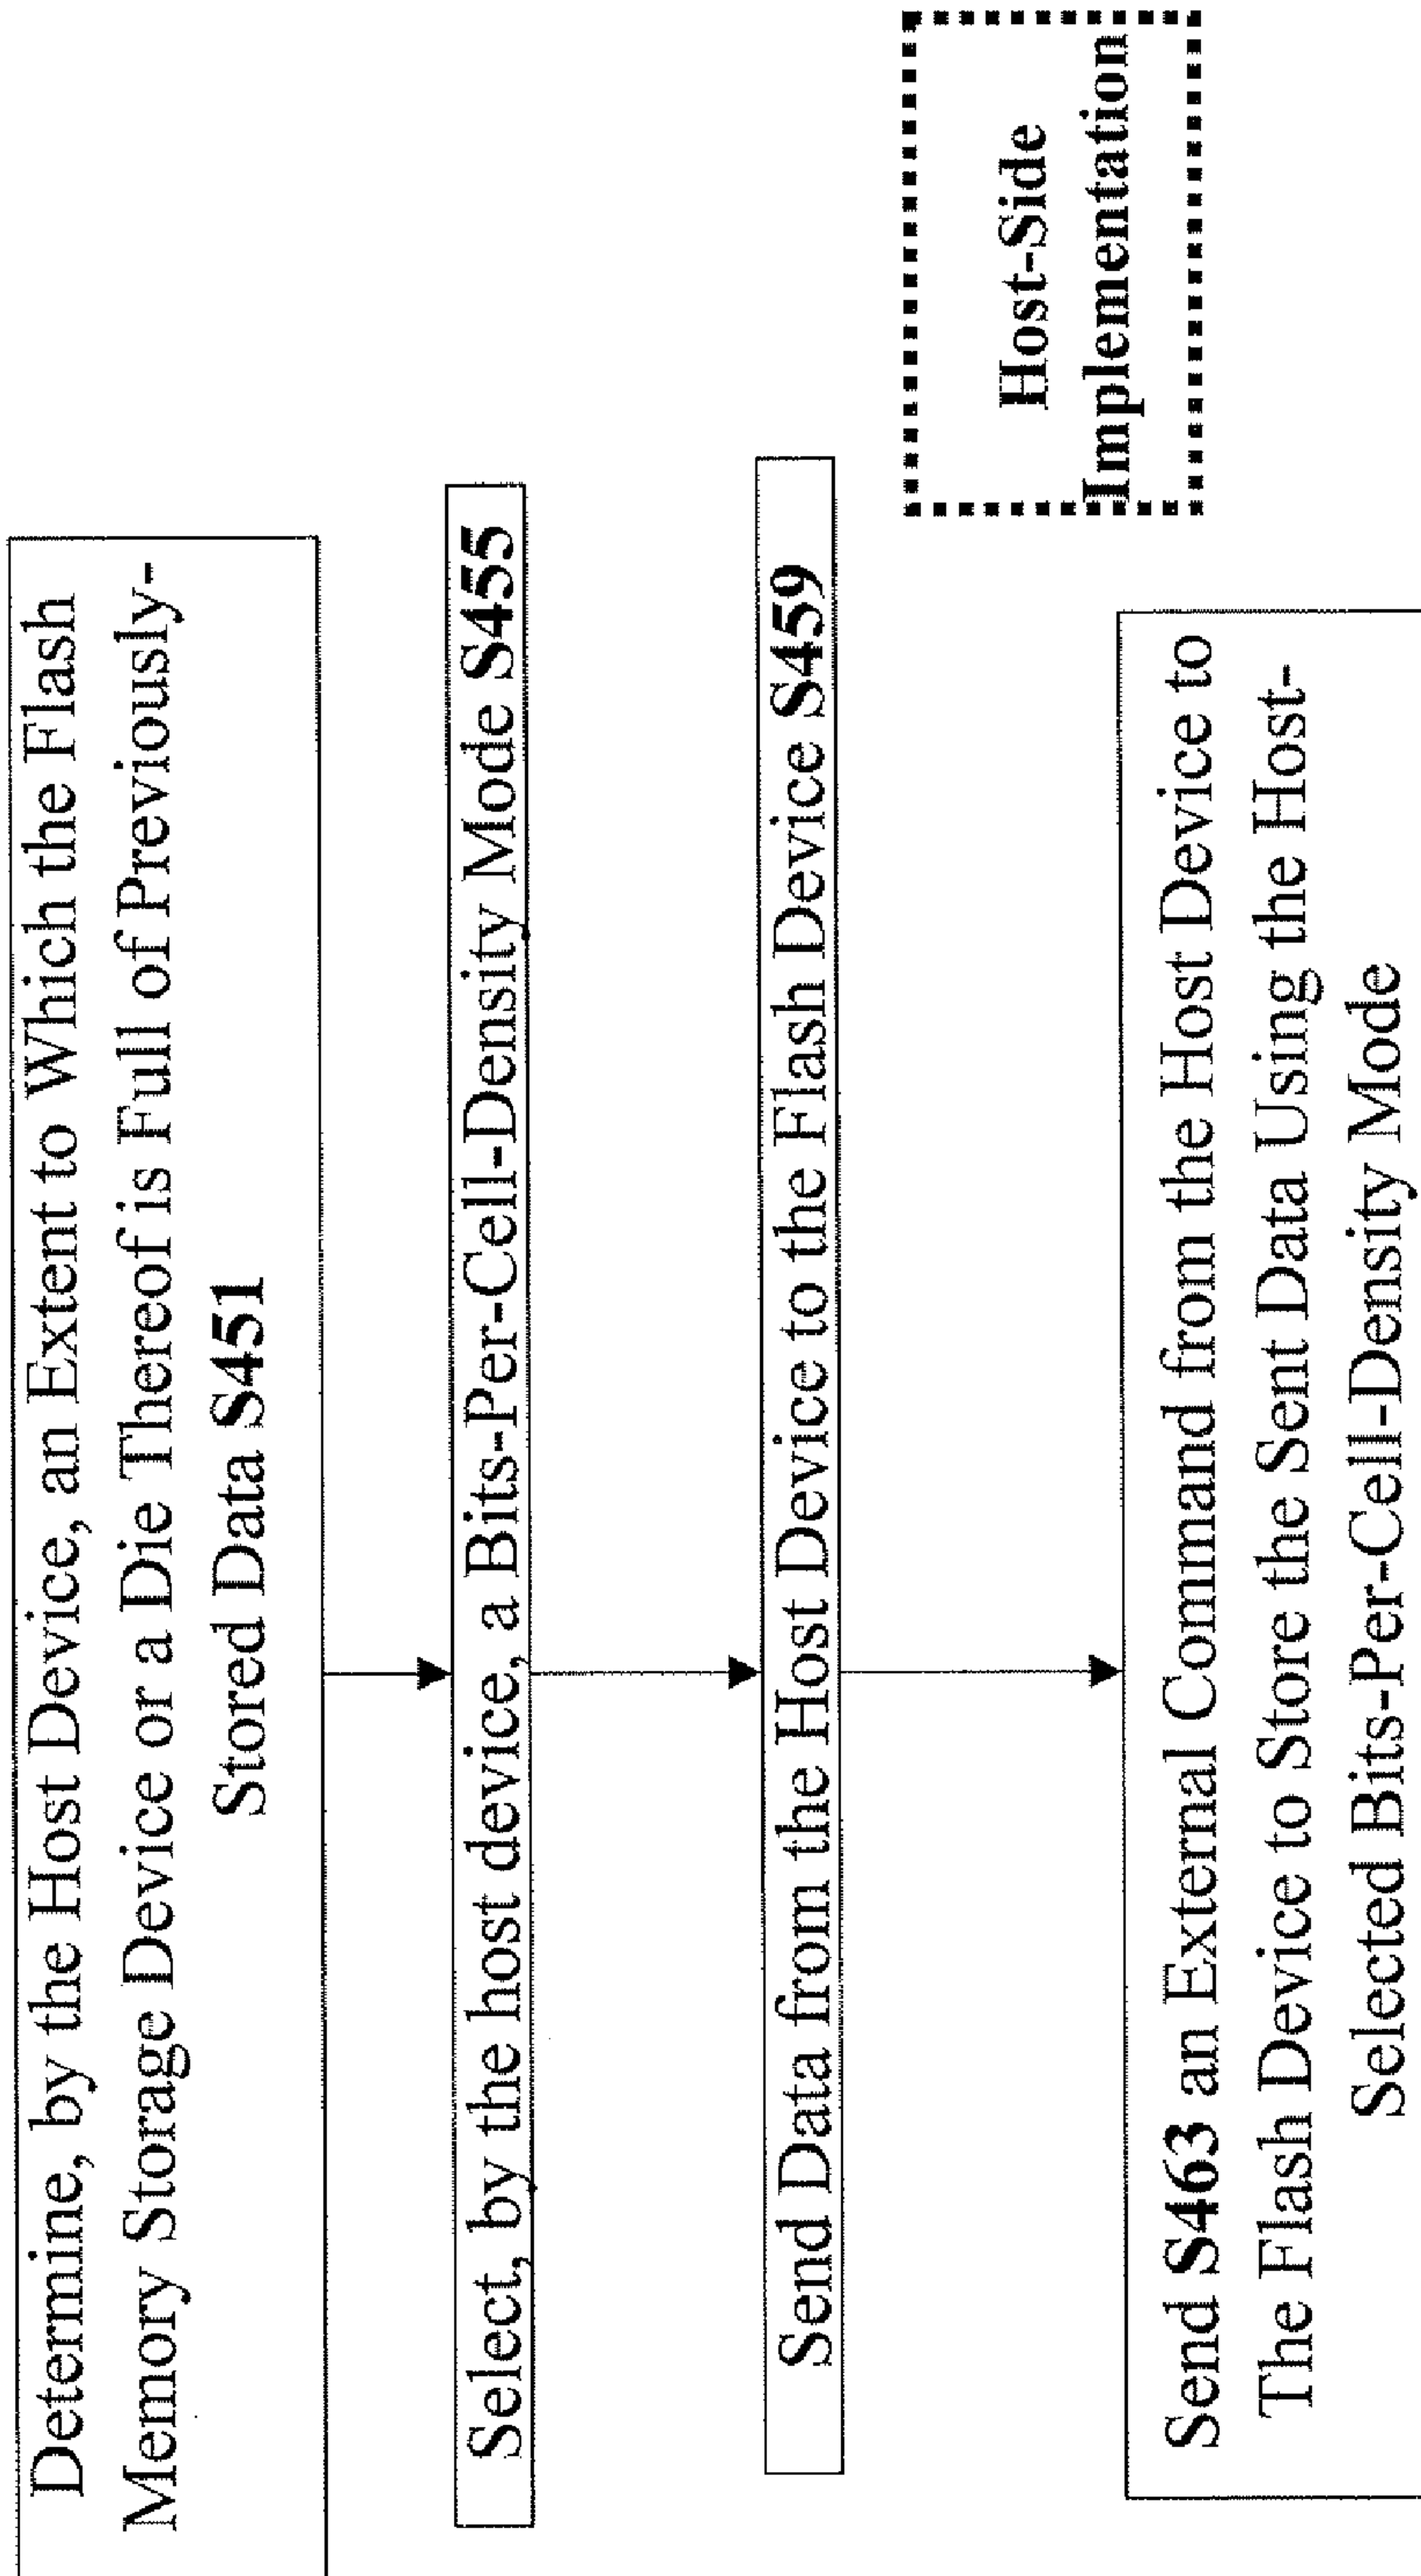 Determine, by the Host Device, an Extent to Which the Flash
Memory Storage Device or a Die Thereof is Full of Previously-
Stored Data S451
Select, by the host device, a Bits-Per-Cell-Density Mode S455
Send Data from the Host Device to the Flash Device S459
Host-Side
Implementation
Send S463 an External Command from the Host Device to
The Flash Device to Store the Sent Data Using the Host-
Selected Bits-Per-Cell-Density Mode